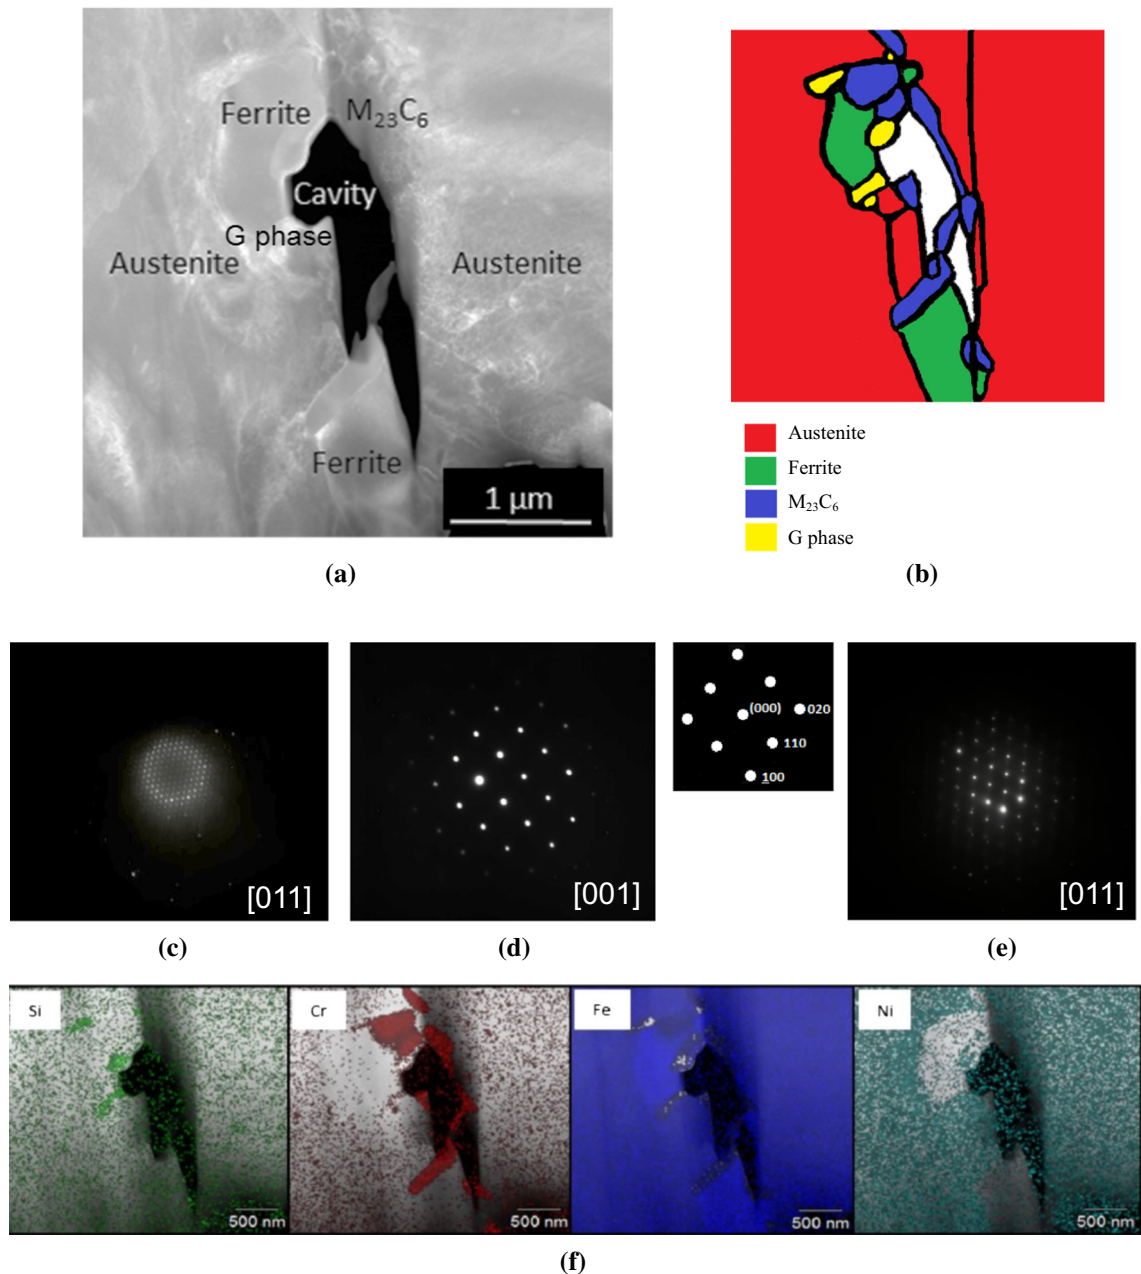 Ferrite
M₂₃C₆
Cavity
G phase
Austenite
Austenite
Ferrite
1 µm
(a)
Austenite
Ferrite
M₂₃C₆
G phase
(b)
[011]
(c)
[001]
(d)
(000)
020
110
100
[011]
(e)
Si
500 nm
Cr
500 nm
Fe
500 nm
Ni
500 nm
(f)